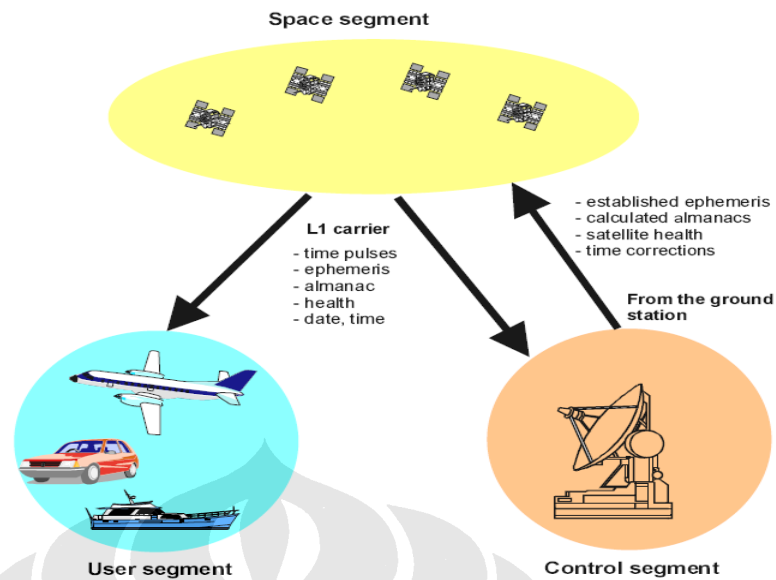 Space segment
L1 carrier
- time pulses
- ephemeris
- almanac
- health
- date, time
- established ephemeris
- calculated almanacs
- satellite health
- time corrections
From the ground
station
User segment
Control segment